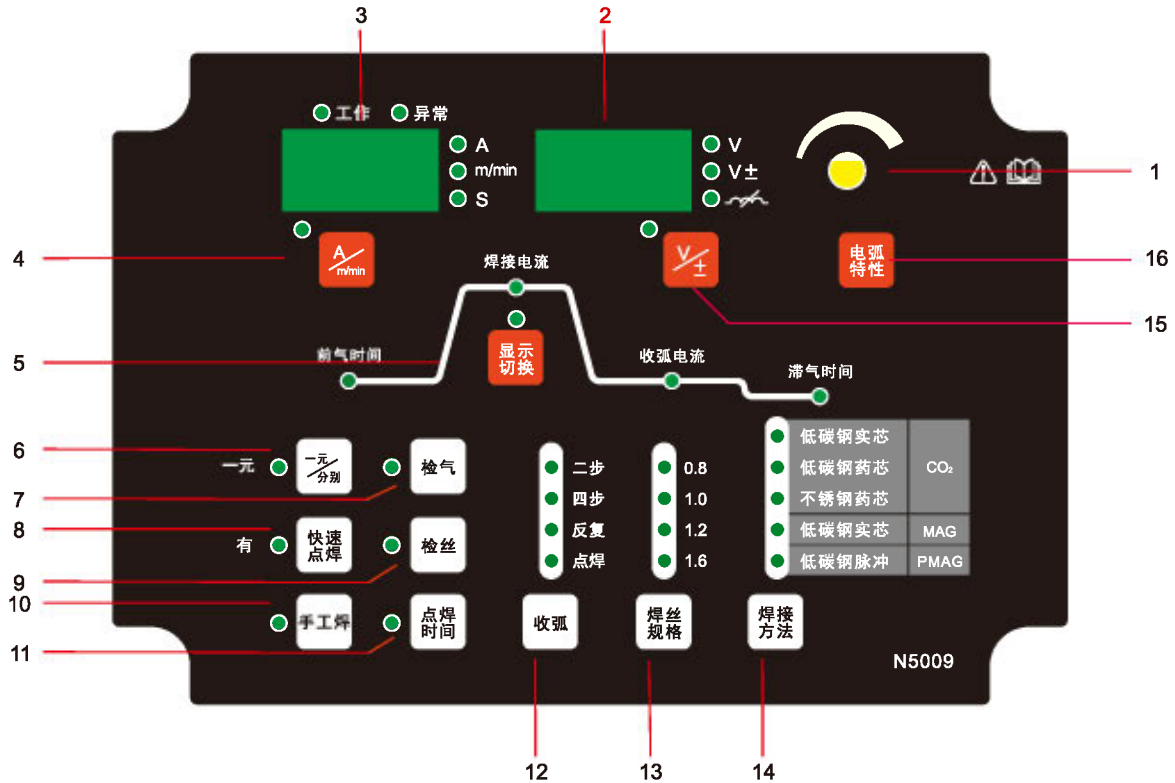 3
2
工作
异常
A
m/min
S
V
V±
1
4
A/m/min
V/±
电弧
特性
16
焊接电流
15
5
显示
切换
前气时间
收弧电流
滞气时间
6
一元
一元/分别
检气
7
二步
四步
反复
点焊
0.8
1.0
1.2
1.6
低碳钢实芯
低碳钢药芯
不锈钢药芯
CO₂
低碳钢实芯
MAG
低碳钢脉冲
PMAG
8
有
快速
点焊
检丝
9
10
手工焊
点焊
时间
11
收弧
焊丝
规格
焊接
方法
N5009
12
13
14